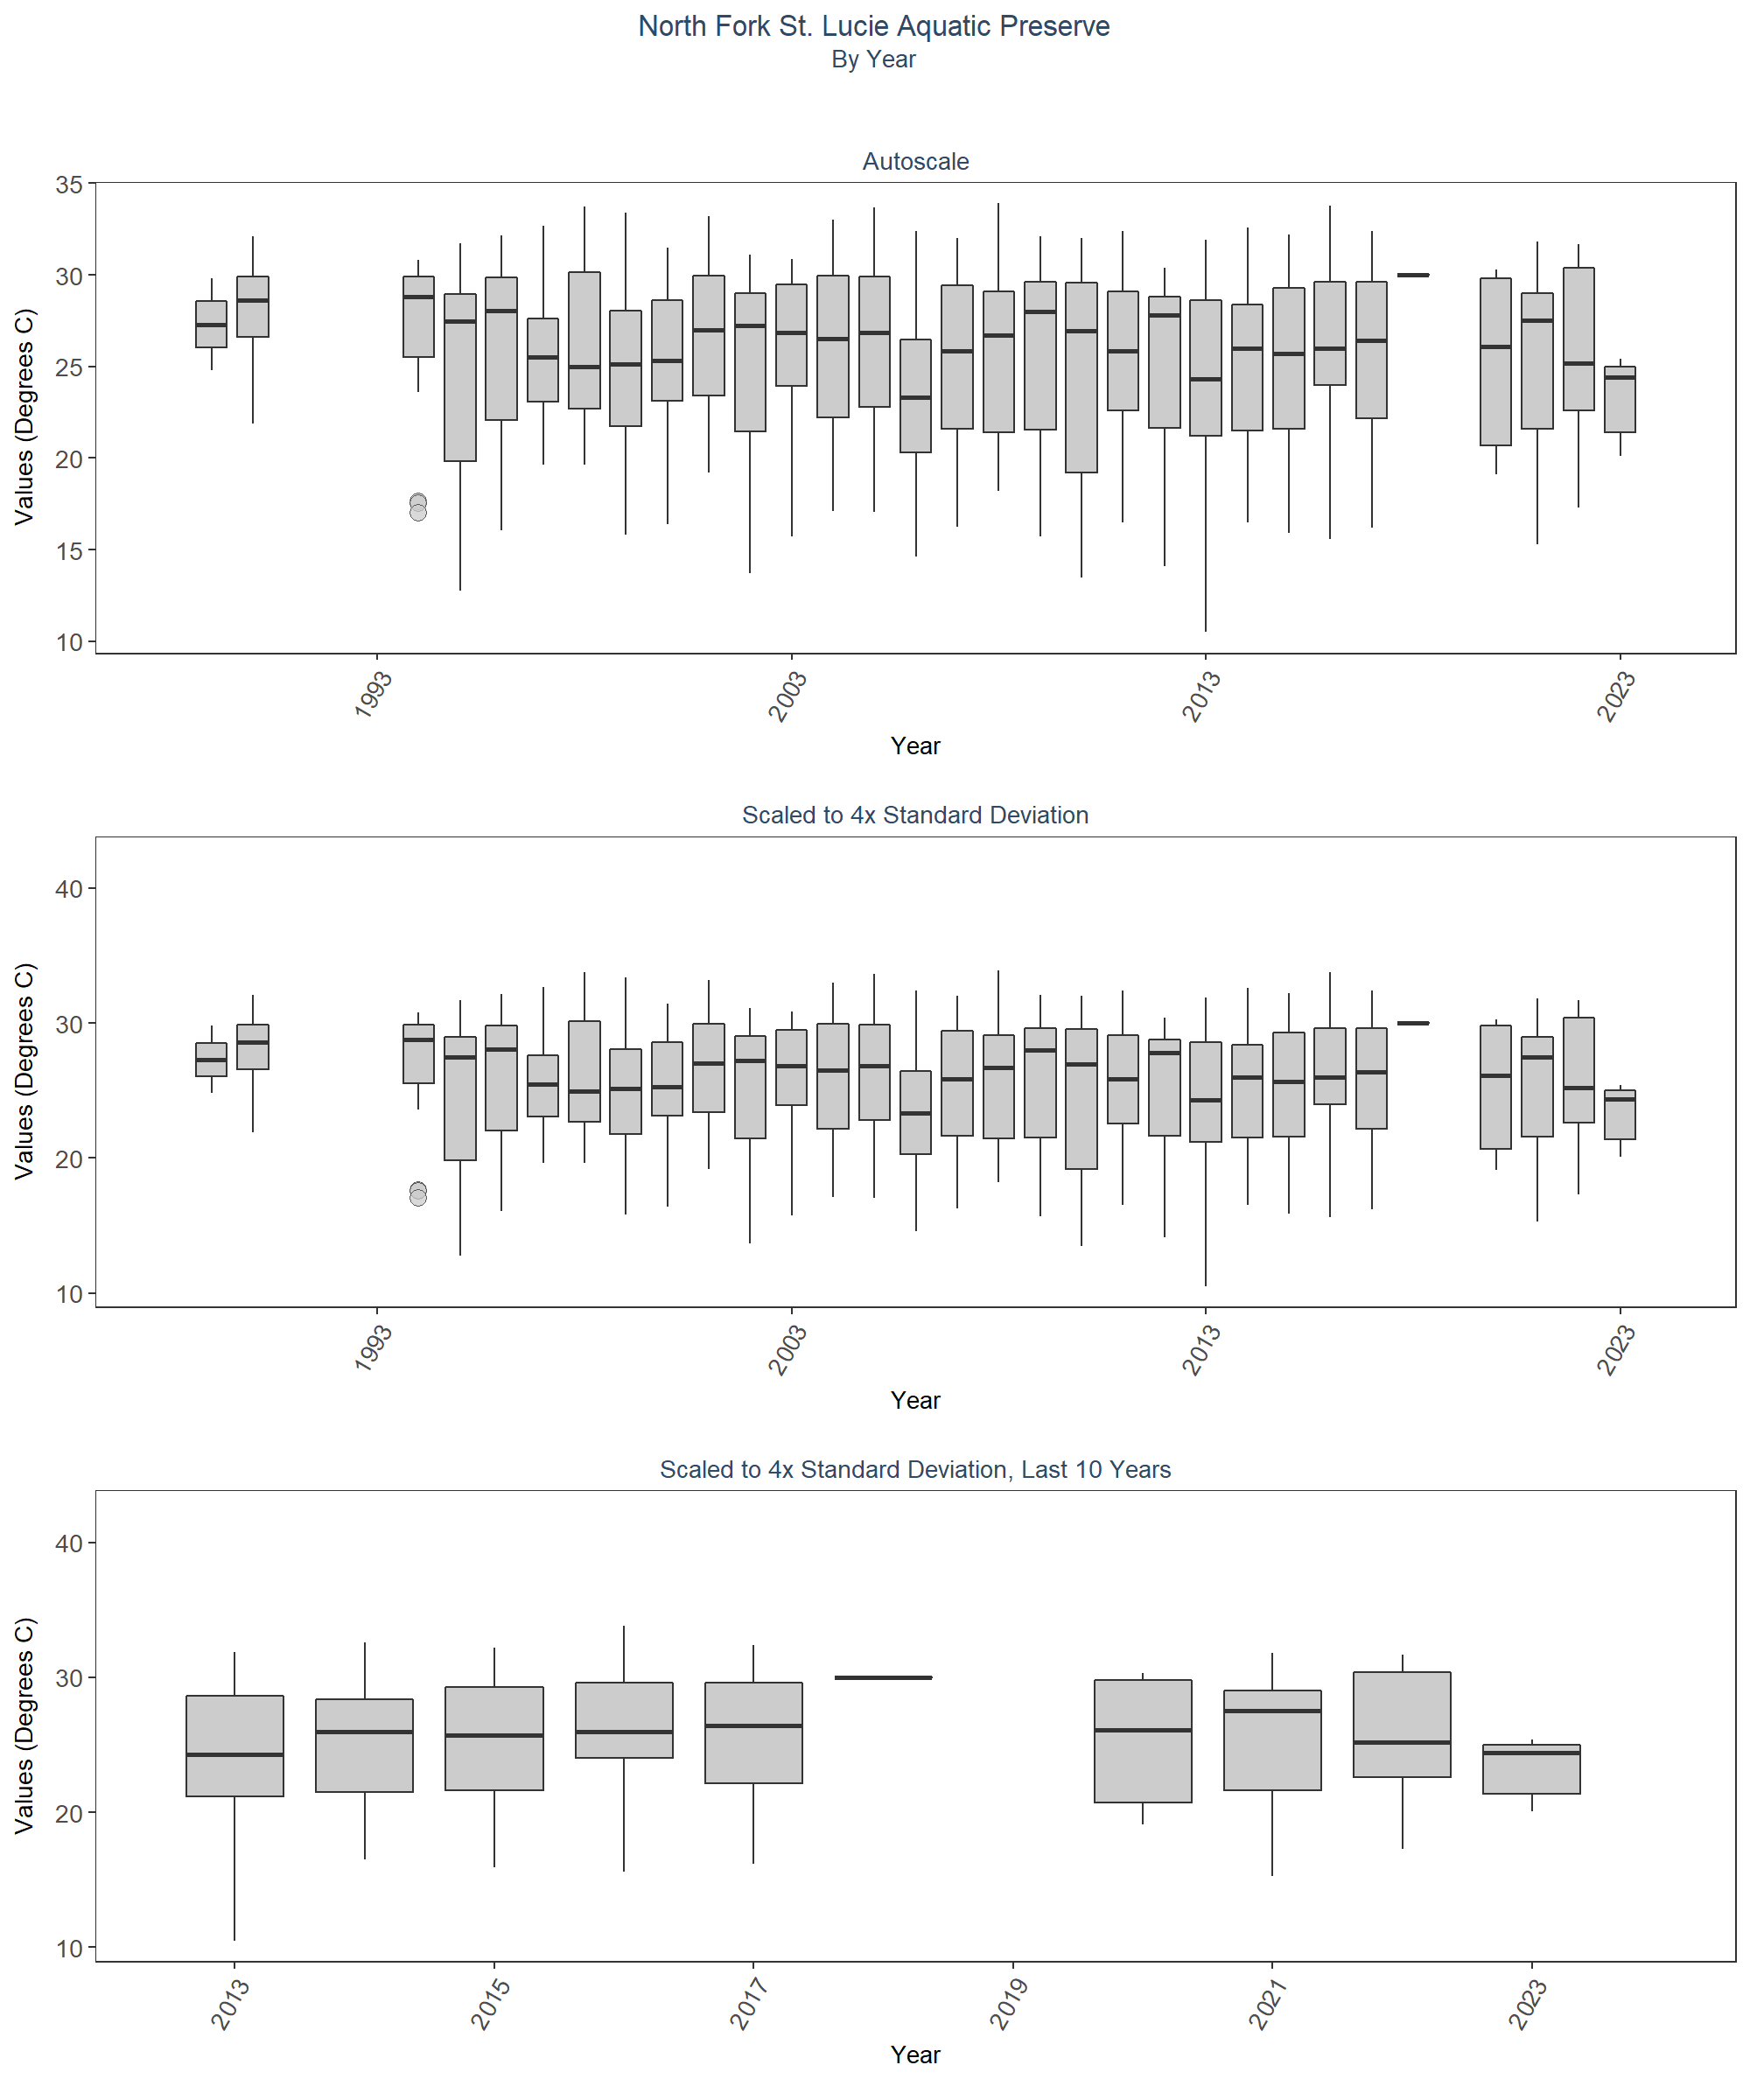 North Fork St. Lucie Aquatic Preserve
By Year
Autoscale
Values (Degrees C)
35
30
25
20
15
10
1993
2003
2013
2023
Year
Scaled to 4x Standard Deviation
Values (Degrees C)
40
30
20
10
1993
2003
2013
2023
Year
Scaled to 4x Standard Deviation, Last 10 Years
Values (Degrees C)
40
30
20
10
2013
2015
2017
2019
2021
2023
Year